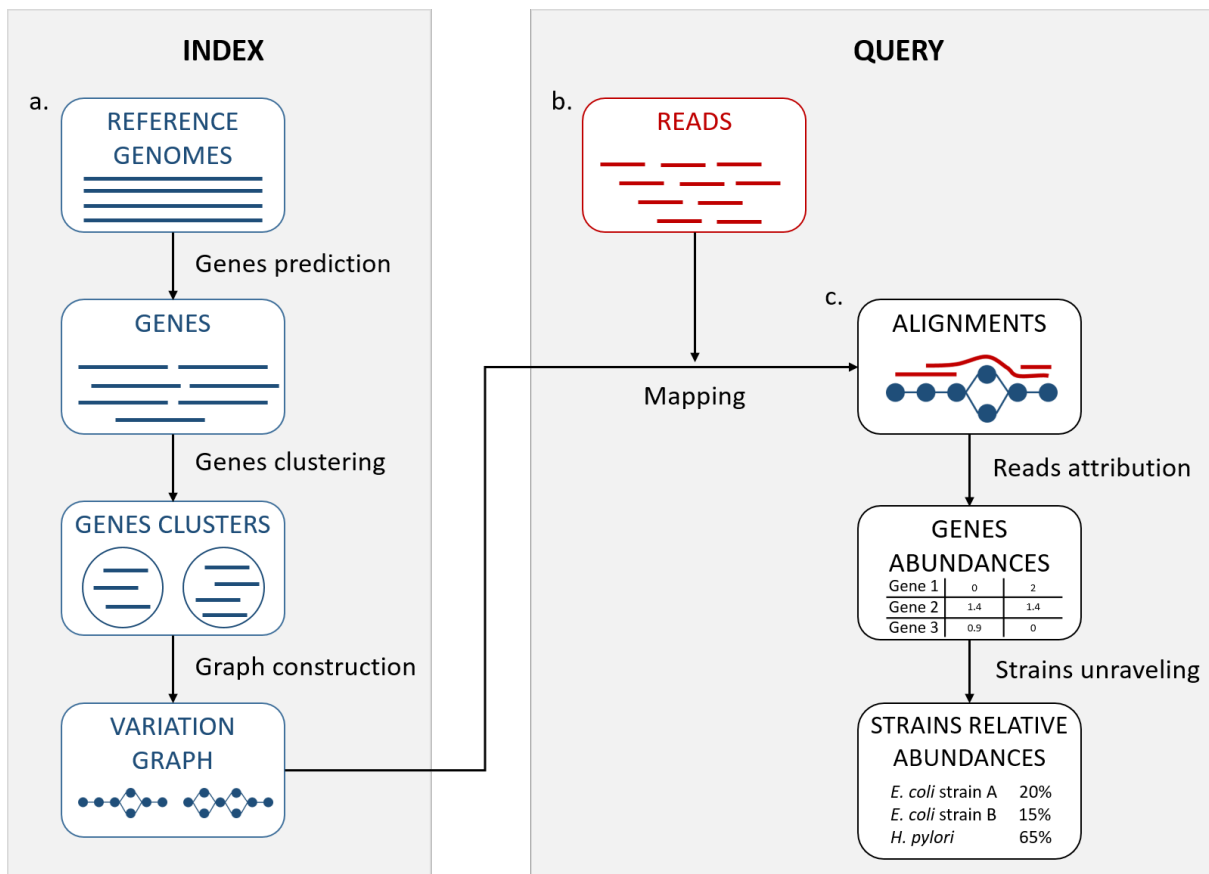 INDEX
a.
REFERENCE
GENOMES
Genes prediction
GENES
Genes clustering
GENES CLUSTERS
Graph construction
VARIATION
GRAPH
QUERY
b.
READS
Mapping
c.
ALIGNMENTS
Reads attribution
GENES
ABUNDANCES
Gene 1 0 2
Gene 2 1.4 1.4
Gene 3 0.9 0
Strains unraveling
STRAINS RELATIVE
ABUNDANCES
E. coli strain A 20%
E. coli strain B 15%
H. pylori 65%